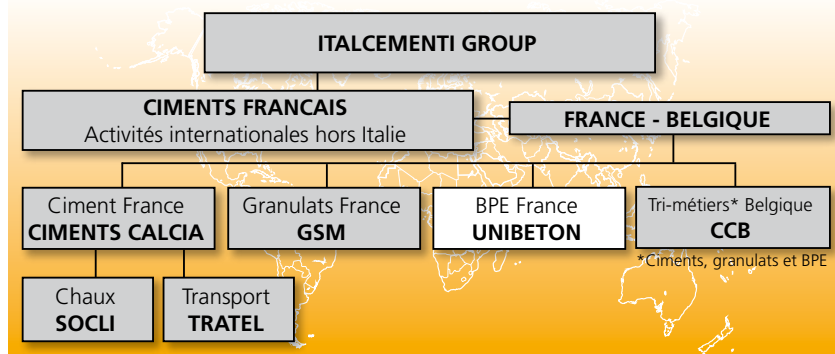 ITALCEMENTI GROUP
CIMENTS FRANCAIS
Activités internationales hors Italie
FRANCE - BELGIQUE
Ciment France
CIMENTS CALCIA
Granulats France
GSM
BPE France
UNIBETON
Tri-métiers* Belgique
CCB
*Ciments, granulats et BPE
Chaux
SOCLI
Transport
TRATEL